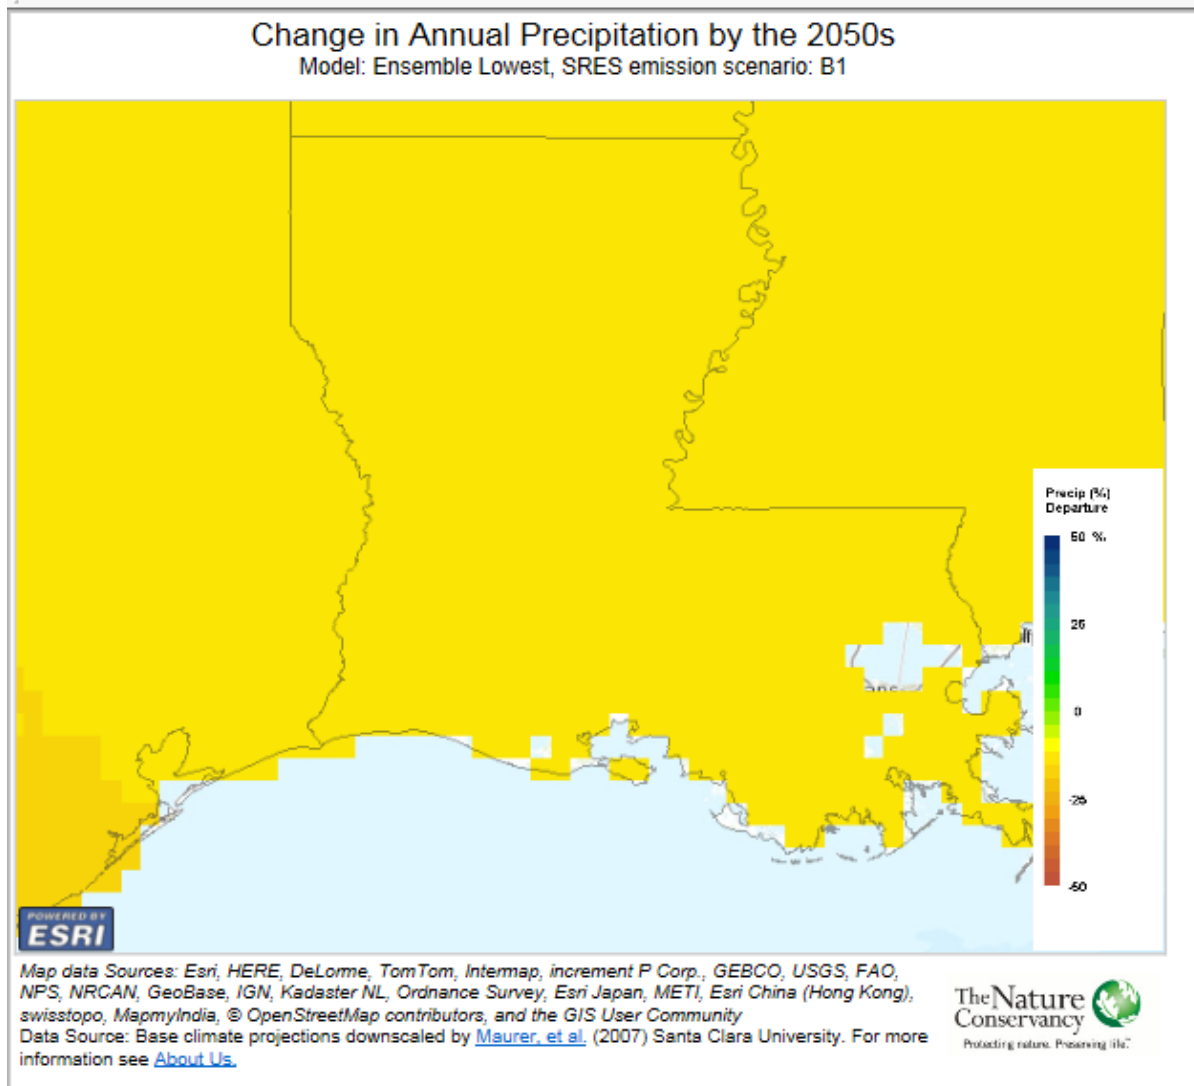 Change in Annual Precipitation by the 2050s
Model: Ensemble Lowest, SRES emission scenario: B1
Precip (%)
Departure
50 %
25
0
-25
-50
POWERED BY
ESRI
Map data Sources: Esri, HERE, DeLorme, TomTom, Intermap, increment P Corp., GEBCO, USGS, FAO,
NPS, NRCAN, GeoBase, IGN, Kadaster NL, Ordnance Survey, Esri Japan, METI, Esri China (Hong Kong),
swisstopo, MapmyIndia, © OpenStreetMap contributors, and the GIS User Community
Data Source: Base climate projections downscaled by Maurer, et al. (2007) Santa Clara University. For more
information see About Us.
The Nature
Conservancy
Protecting nature. Preserving life.™